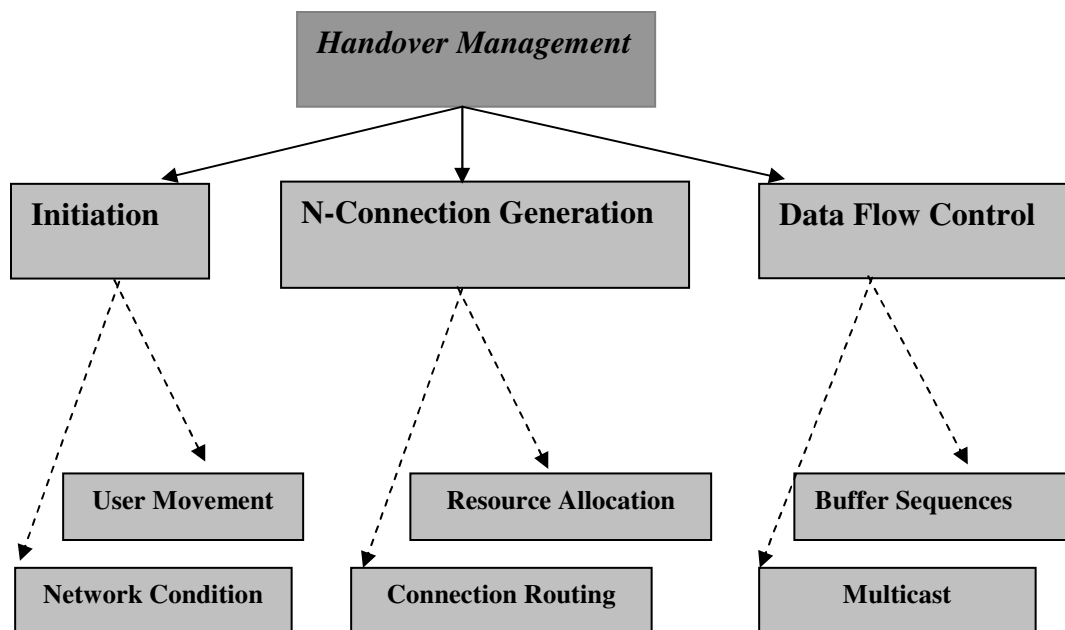 Handover Management
Initiation
N-Connection Generation
Data Flow Control
User Movement
Resource Allocation
Buffer Sequences
Network Condition
Connection Routing
Multicast